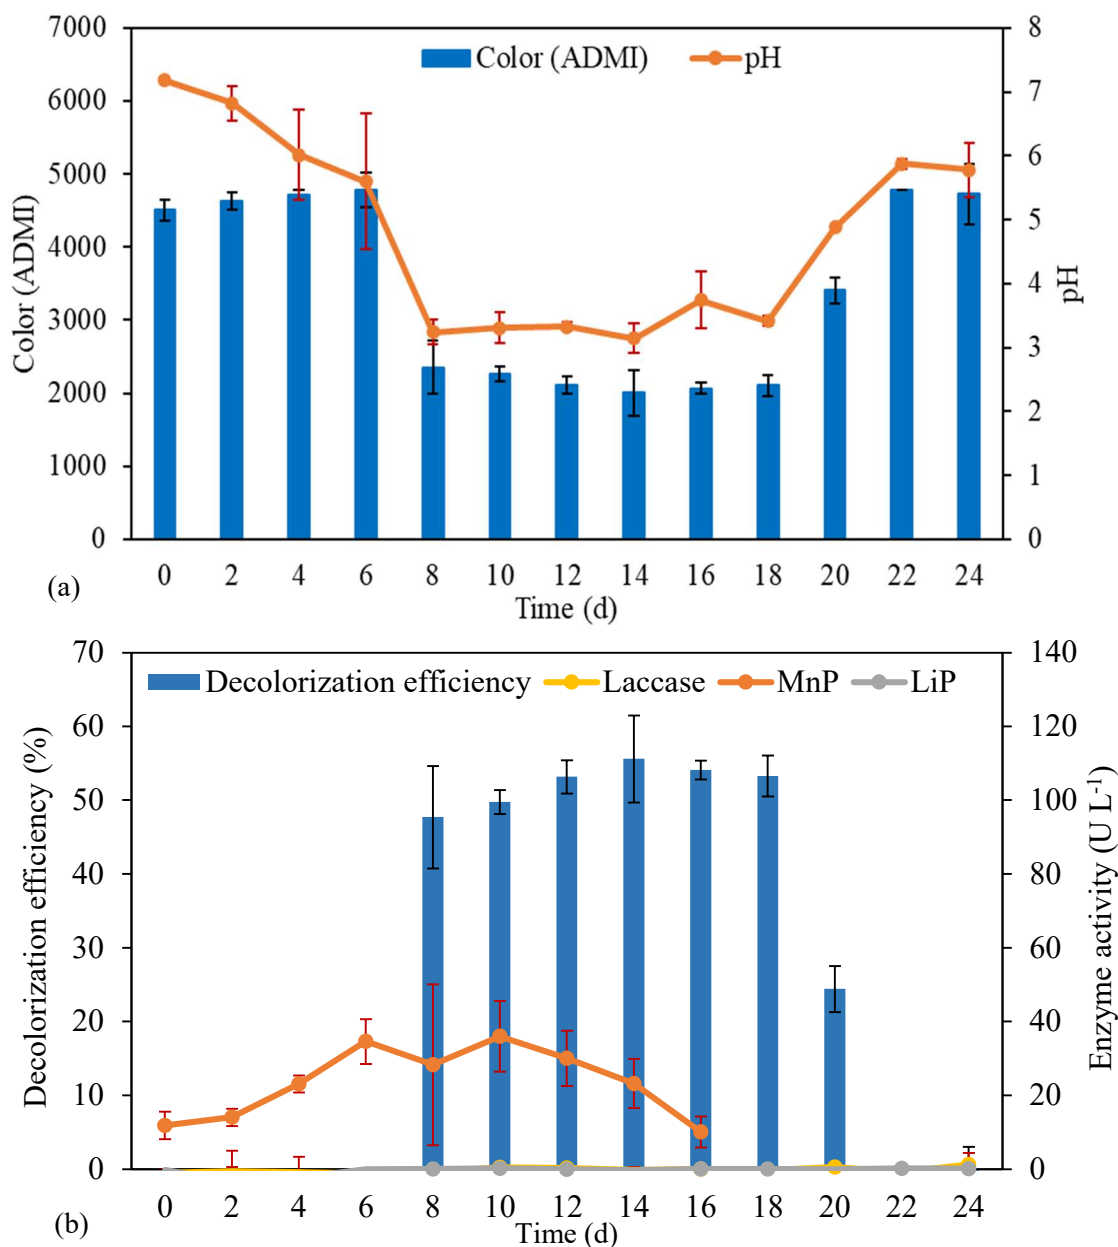 7000
6000
5000
4000
3000
2000
1000
0
Color (ADMI)
Color (ADMI) pH
8
7
6
5
4
3
2
1
0
pH
0 2 4 6 8 10 12 14 16 18 20 22 24
Time (d)
(a)
70
60
50
40
30
20
10
0
Decolorization efficiency (%)
Decolorization efficiency Laccase MnP LiP
140
120
100
80
60
40
20
0
Enzyme activity (U L-1)
0 2 4 6 8 10 12 14 16 18 20 22 24
Time (d)
(b)